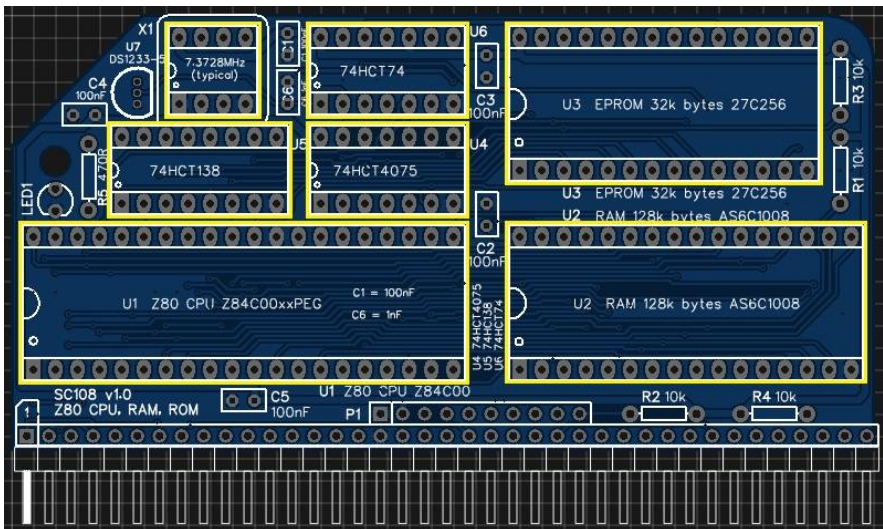 X1
U7
DS1233-5
7.3728MHz
(typical)
C1 100nF
C6 1nF
74HCT74
U6
C3
100nF
U3 EPROM 32k bytes 27C256
R3 10k
C4
100nF
R5 470R
LED1
74HCT138
U5
74HCT4075
U4
R1 10k
U3 EPROM 32k bytes 27C256
U2 RAM 128k bytes AS6C1008
C2
100nF
U1 Z80 CPU Z84C00xxPEG
C1 = 100nF
C6 = 1nF
U4 74HCT4075
U5 74HC138
U6 74HCT74
U2 RAM 128k bytes AS6C1008
SC108 v1.0
Z80 CPU, RAM, ROM
C5
100nF
U1 Z80 CPU Z84C00
P1
R2 10k
R4 10k
1